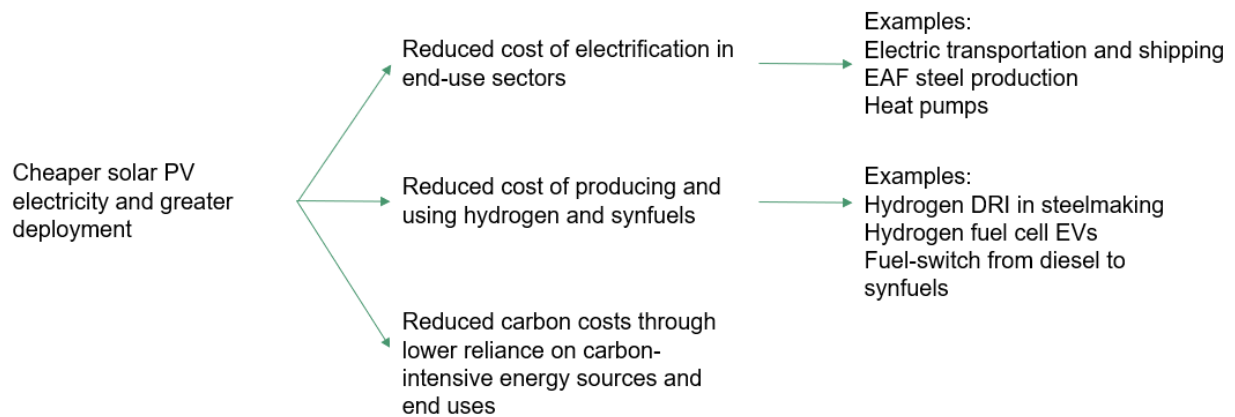 Cheaper solar PV
electricity and greater
deployment
Reduced cost of electrification in
end-use sectors
Examples:
Electric transportation and shipping
EAF steel production
Heat pumps
Reduced cost of producing and
using hydrogen and synfuels
Examples:
Hydrogen DRI in steelmaking
Hydrogen fuel cell EVs
Fuel-switch from diesel to
synfuels
Reduced carbon costs through
lower reliance on carbon-
intensive energy sources and
end uses